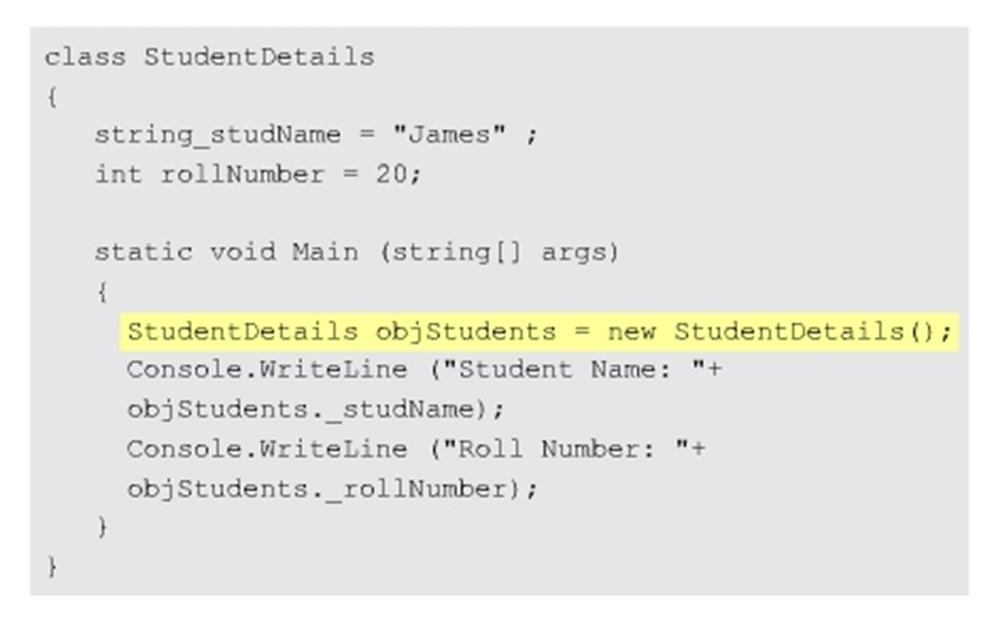 class StudentDetails
{
string_studName = "James" ;
int rollNumber = 20;
static void Main (string[] args)
{
StudentDetails objStudents = new StudentDetails();
Console.WriteLine ("Student Name: "+
objStudents._studName);
Console.WriteLine ("Roll Number: "+
objStudents._rollNumber);
}
}